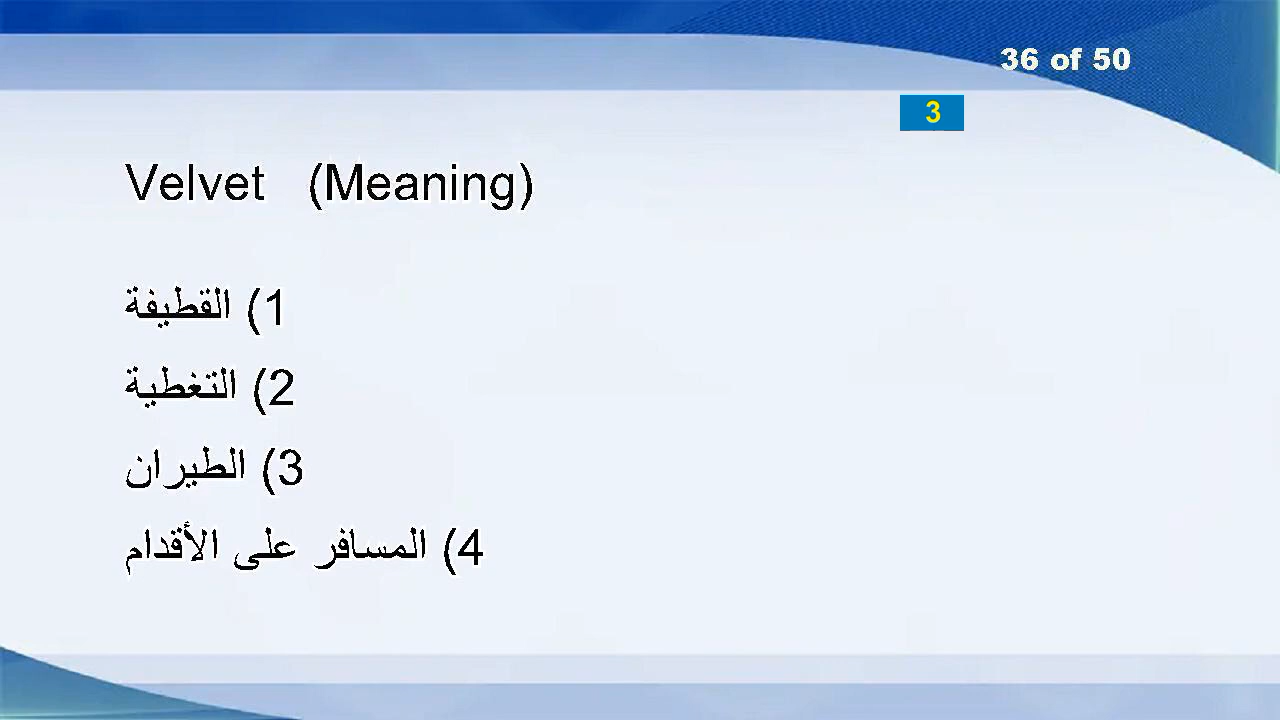 36 of 50
3
Velvet (Meaning)
1) القطيفة
2) التغطية
3) الطيران
4) المسافر على الأقدام